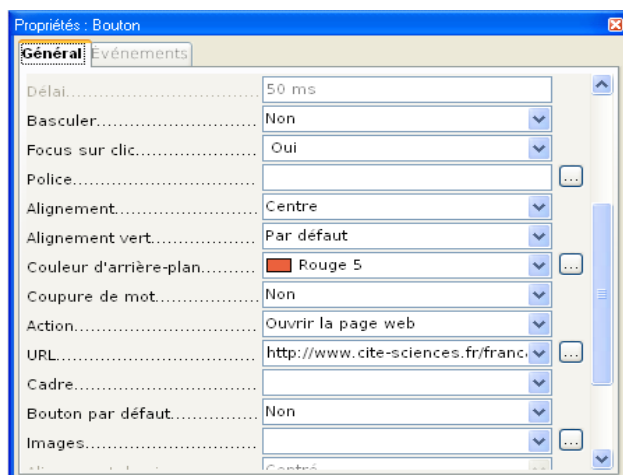 Propriétés : Bouton
Général Événements
Délai........................... 50 ms
Basculer........................ Non
Focus sur clic.................. Oui
Police..........................  ...
Alignement...................... Centre
Alignement vert................. Par défaut
Couleur d'arrière-plan.......... Rouge 5 ...
Coupure de mot.................. Non
Action.......................... Ouvrir la page web
URL............................. http://www.cite-sciences.fr/franc ...
Cadre...........................
Bouton par défaut............... Non
Images.......................... ...
Centré